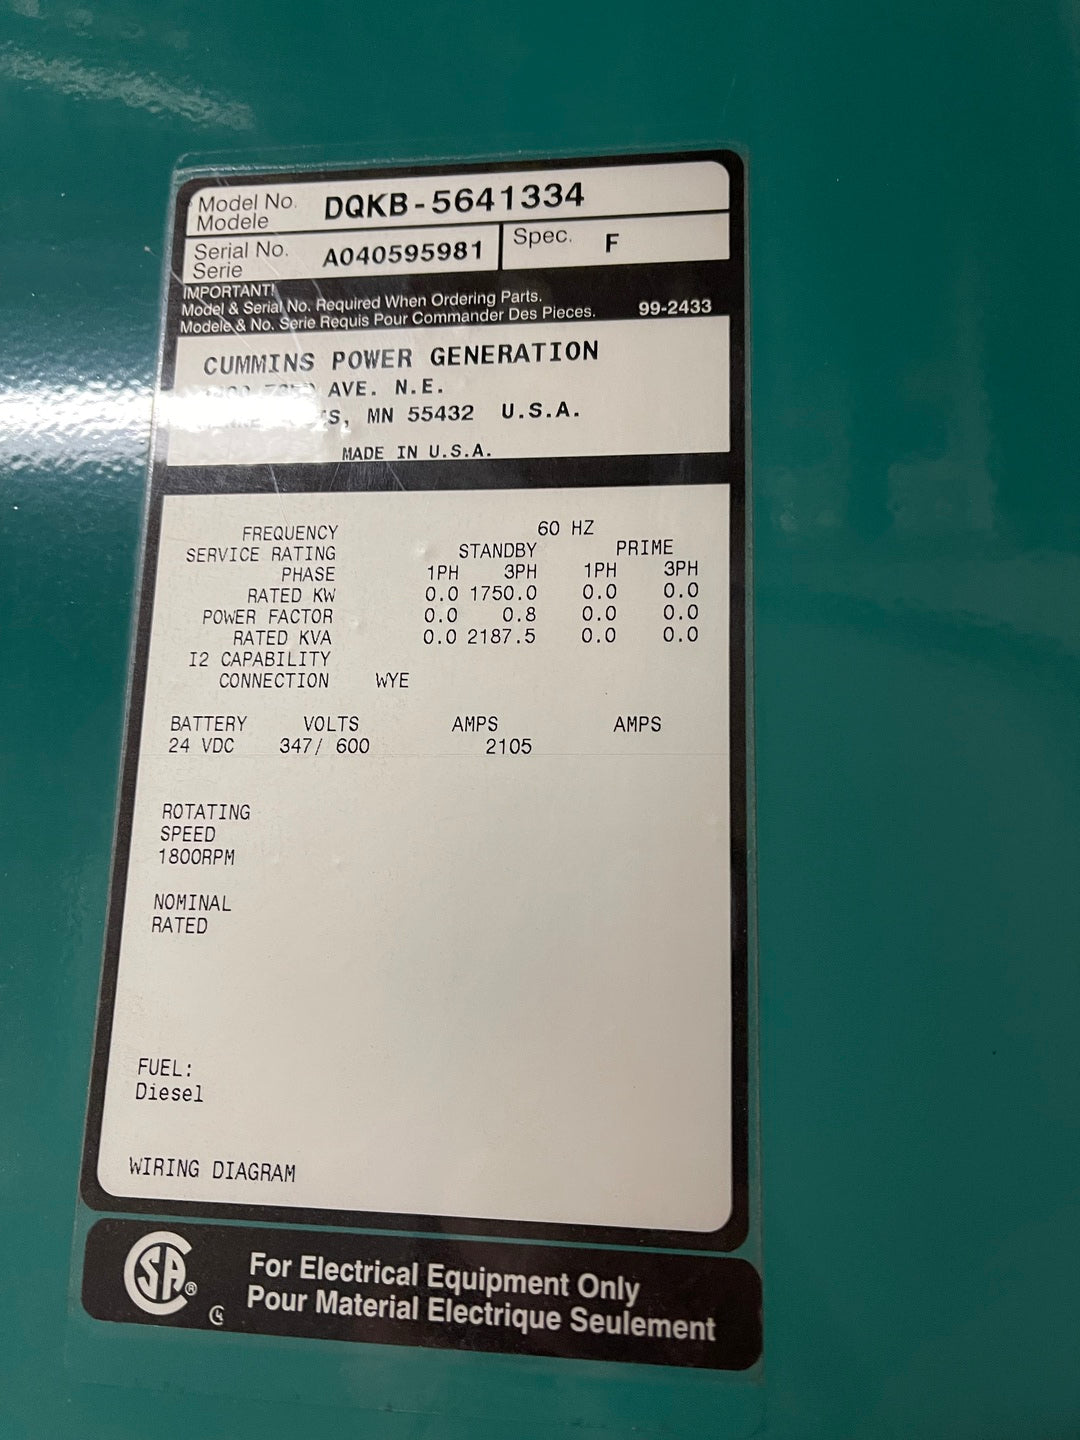 Model No. DQKB-5641334
Modele
Serial No. A040595981 Spec. F
Serie
IMPORTANT!
Model & Serial No. Required When Ordering Parts.
Modele & No. Serie Requis Pour Commander Des Pieces. 99-2433
CUMMINS POWER GENERATION
AVE. N.E.
MN 55432 U.S.A.
MADE IN U.S.A.
FREQUENCY 60 HZ
SERVICE RATING STANDBY PRIME
PHASE 1PH 3PH 1PH 3PH
RATED KW 0.0 1750.0 0.0 0.0
POWER FACTOR 0.0 0.8 0.0 0.0
RATED KVA 0.0 2187.5 0.0 0.0
I2 CAPABILITY
CONNECTION WYE
BATTERY VOLTS AMPS AMPS
24 VDC 347/ 600 2105
ROTATING
SPEED
1800RPM
NOMINAL
RATED
FUEL:
Diesel
WIRING DIAGRAM
CSA ®
For Electrical Equipment Only
Pour Material Electrique Seulement